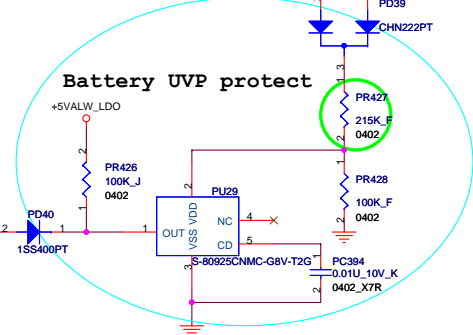 PD39
CHN222PT
Battery UVP protect
3
1
PR427
215K_F
0402
2
+5VALW_LDO
2
PR426
100K_J
0402
1
1
PR428
100K_F
0402
2
2
PU29
PD40
2
1
1
OUT
VDD
VSS
NC
4
CD
5
1SS400PT
S-80925CNMC-G8V-T2G
3
1
PC394
0.01U_10V_K
0402_X7R
2